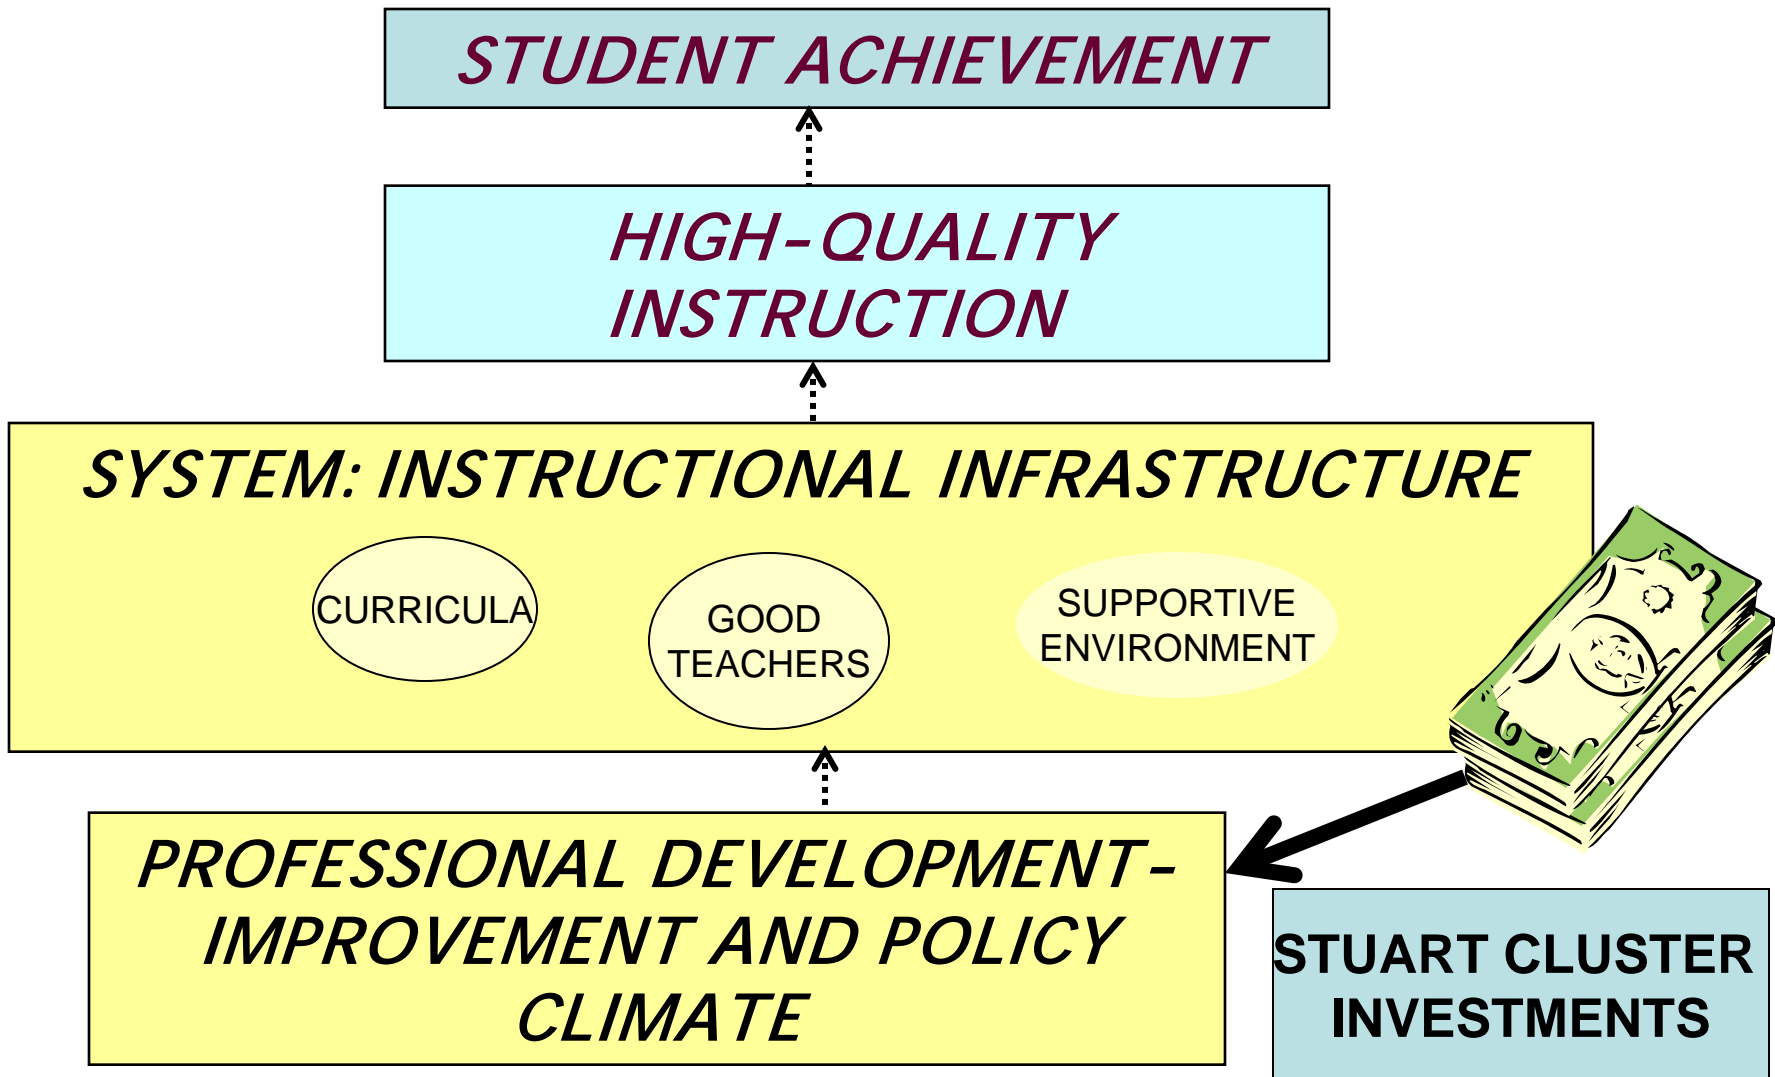 STUDENT ACHIEVEMENT
HIGH-QUALITY
INSTRUCTION
SYSTEM: INSTRUCTIONAL INFRASTRUCTURE
CURRICULA
GOOD
TEACHERS
SUPPORTIVE
ENVIRONMENT
PROFESSIONAL DEVELOPMENT-
IMPROVEMENT AND POLICY
CLIMATE
STUART CLUSTER
INVESTMENTS